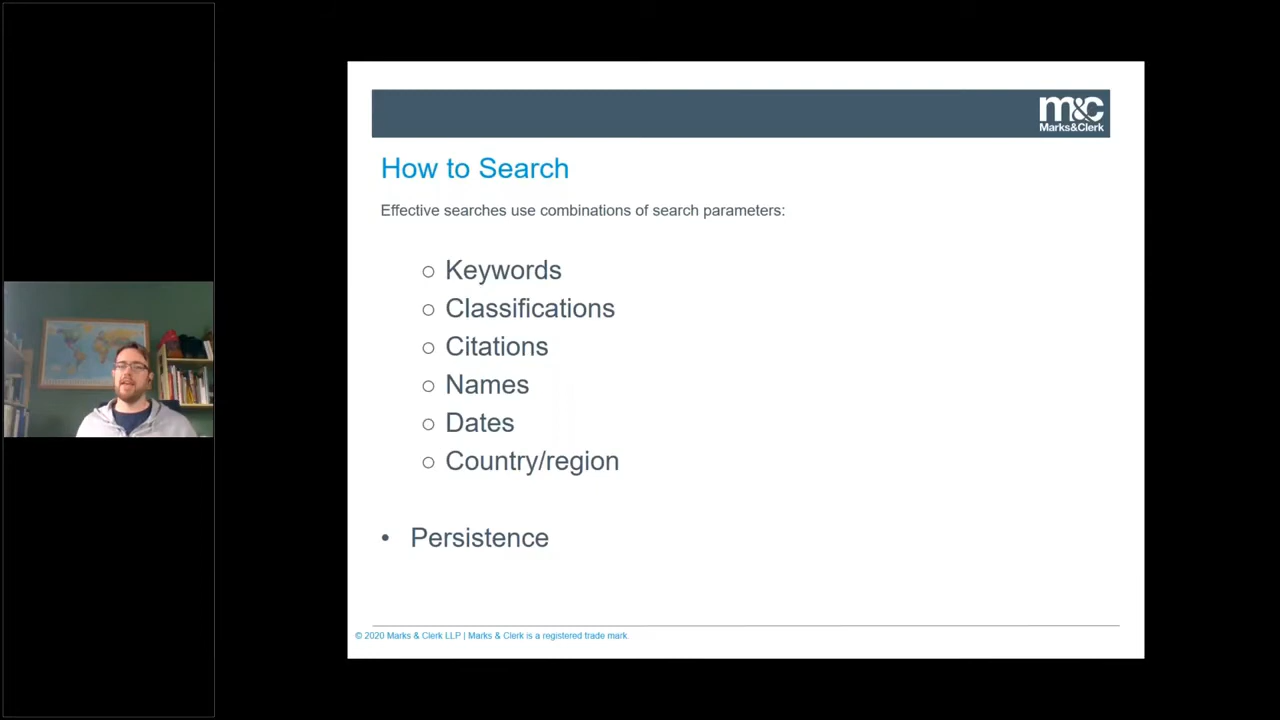 m&c
Marks&Clerk
How to Search
Effective searches use combinations of search parameters:
○ Keywords
○ Classifications
○ Citations
○ Names
○ Dates
○ Country/region
• Persistence
© 2020 Marks & Clerk LLP | Marks & Clerk is a registered trade mark